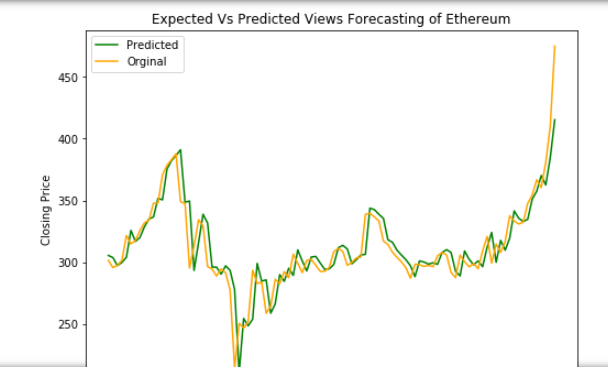 Expected Vs Predicted Views Forecasting of Ethereum
Predicted
Orginal
450
400
350
300
250
Closing Price